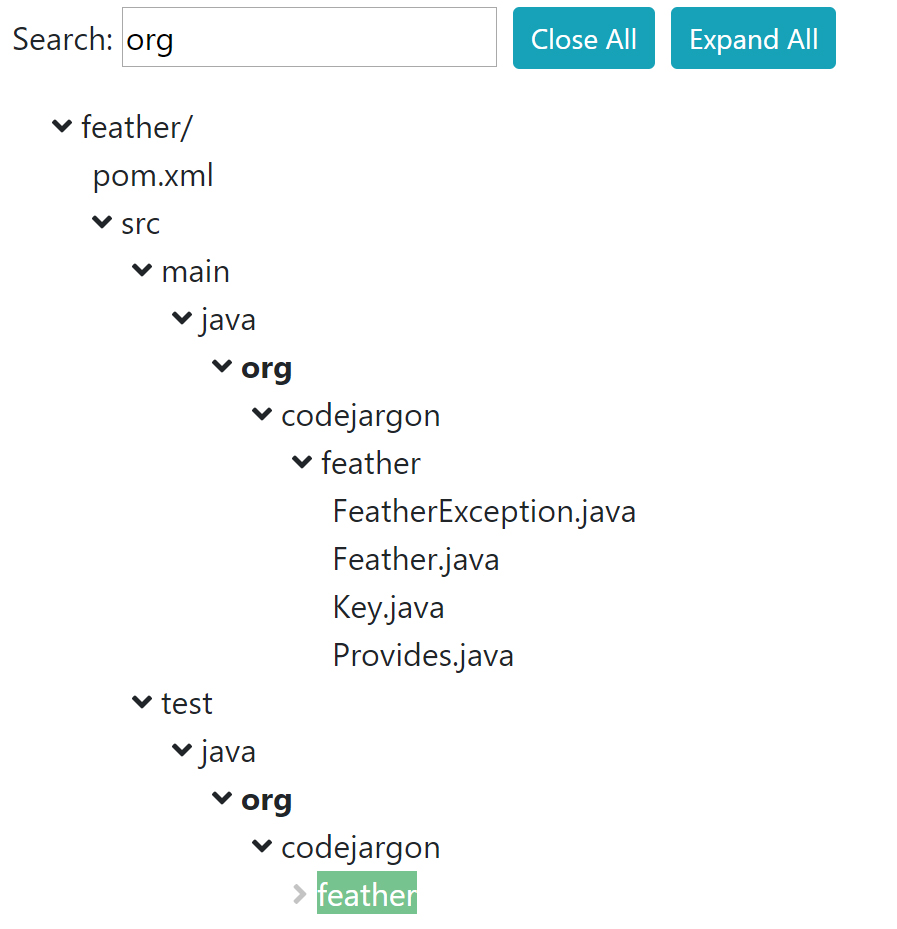 Search: org Close All Expand All
feather/
pom.xml
src
main
java
org
codejargon
feather
FeatherException.java
Feather.java
Key.java
Provides.java
test
java
org
codejargon
feather